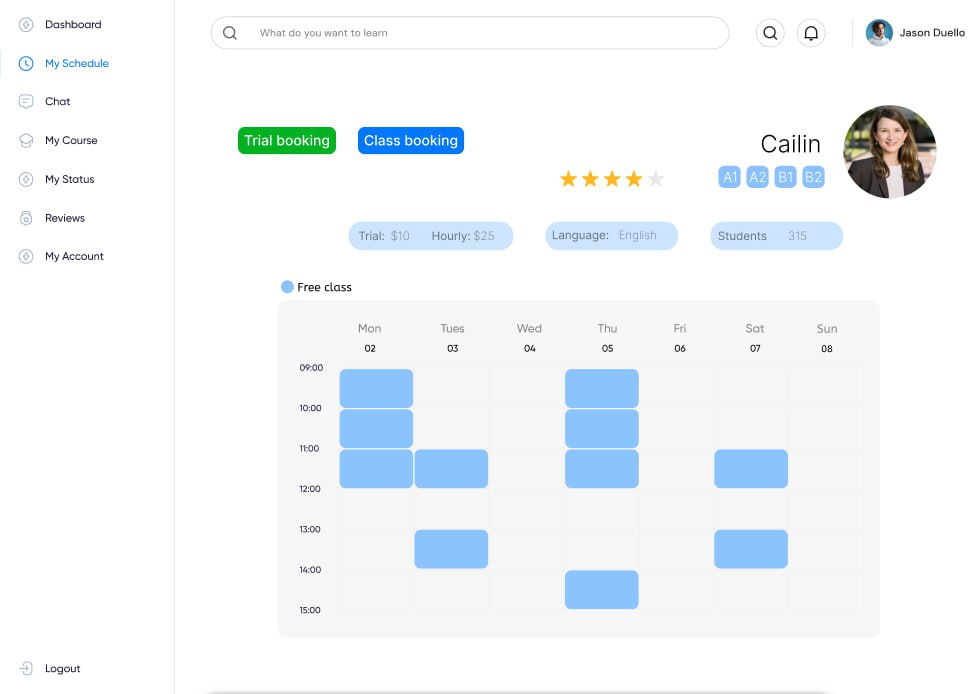 Dashboard
My Schedule
Chat
My Course
My Status
Reviews
My Account
Logout
What do you want to learn
Jason Duello
Trial booking
Class booking
Cailin
A1 A2 B1 B2
Trial: $10 Hourly: $25
Language: English
Students 315
Free class
Mon Tues Wed Thu Fri Sat Sun
02 03 04 05 06 07 08
09:00
10:00
11:00
12:00
13:00
14:00
15:00